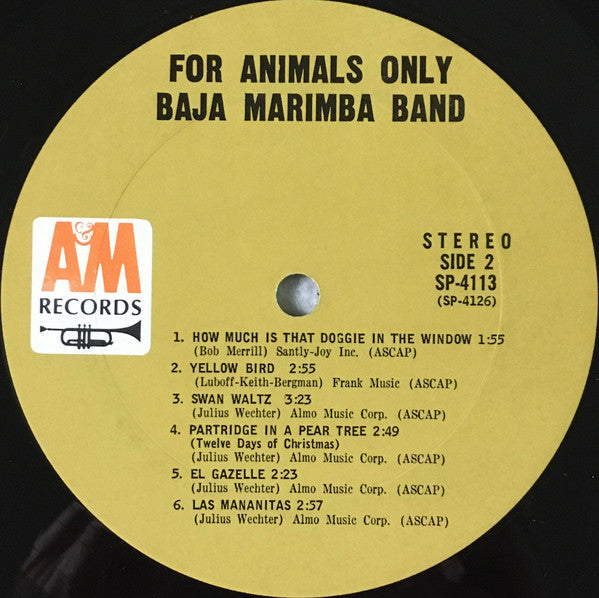 FOR ANIMALS ONLY
BAJA MARIMBA BAND
A&M
RECORDS
STEREO
SIDE 2
SP-4113
(SP-4126)
1. HOW MUCH IS THAT DOGGIE IN THE WINDOW 1:55
(Bob Merrill) Santly-Joy Inc. (ASCAP)
2. YELLOW BIRD 2:55
(Luboff-Keith-Bergman) Frank Music (ASCAP)
3. SWAN WALTZ 3:23
(Julius Wechter) Almo Music Corp. (ASCAP)
4. PARTRIDGE IN A PEAR TREE 2:49
(Twelve Days of Christmas)
(Julius Wechter) Almo Music Corp. (ASCAP)
5. EL GAZELLE 2:23
(Julius Wechter) Almo Music Corp. (ASCAP)
6. LAS MANANITAS 2:57
(Julius Wechter) Almo Music Corp. (ASCAP)